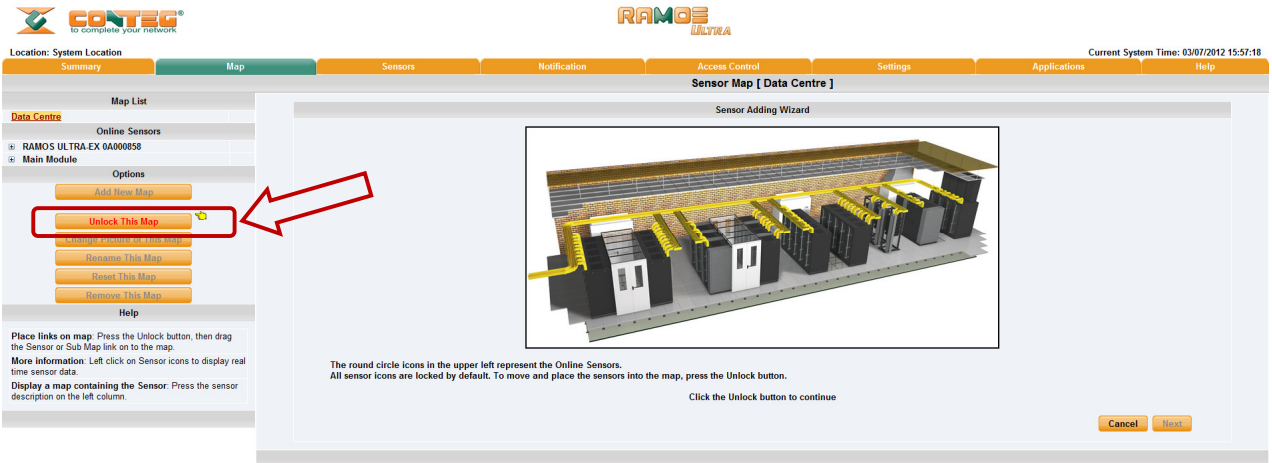 CONTEG®
to complete your network
RAMOS
ULTRA
Location: System Location
Current System Time: 03/07/2012 15:57:18
Summary
Map
Sensors
Notification
Access Control
Settings
Applications
Help
Sensor Map [ Data Centre ]
Map List
Data Centre
Online Sensors
RAMOS ULTRA-EX 0A000858
Main Module
Options
Add New Map
Unlock This Map
Change Picture of This Map
Rename This Map
Reset This Map
Remove This Map
Help
Place links on map: Press the Unlock button, then drag
the Sensor or Sub Map link on to the map.
More information: Left click on Sensor icons to display real
time sensor data.
Display a map containing the Sensor: Press the sensor
description on the left column.
Sensor Adding Wizard
The round circle icons in the upper left represent the Online Sensors.
All sensor icons are locked by default. To move and place the sensors into the map, press the Unlock button.
Click the Unlock button to continue
Cancel
Next